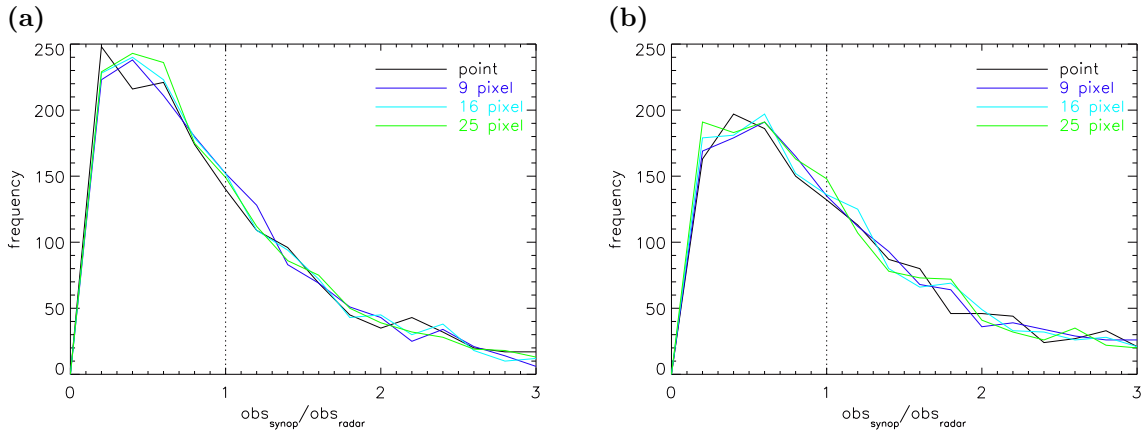 (a)
250
200
150
100
50
0
frequency
point
9 pixel
16 pixel
25 pixel
0
1
2
3
obs_synop/obs_radar
(b)
250
200
150
100
50
0
frequency
point
9 pixel
16 pixel
25 pixel
0
1
2
3
obs_synop/obs_radar